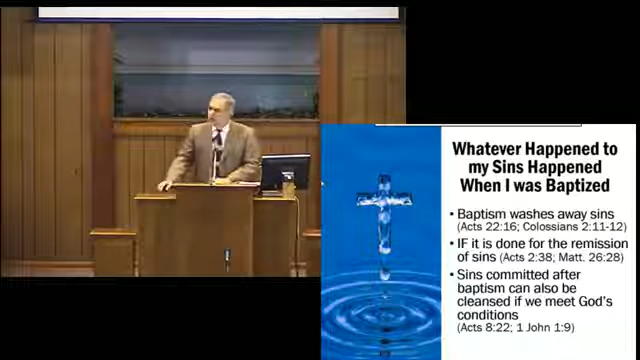 Whatever Happened to
my Sins Happened
When I was Baptized
• Baptism washes away sins
(Acts 22:16; Colossians 2:11-12)
• IF it is done for the remission
of sins (Acts 2:38; Matt. 26:28)
• Sins committed after
baptism can also be
cleansed if we meet God's
conditions
(Acts 8:22; 1 John 1:9)